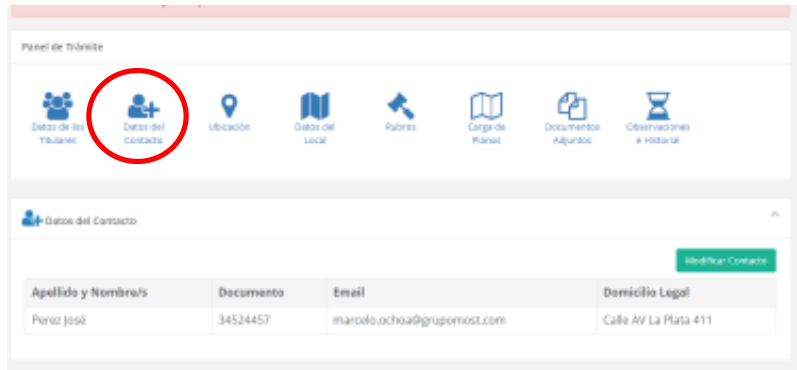 Panel de Trámite
Datos de los Titulares
Datos del Contacto
Ubicación
Datos del Local
Rubros
Carga de Planos
Documentos Adjuntos
Observaciones e Historial
Datos del Contacto
Modificar Contacto
Apellido y Nombre/s Documento Email Domicilio Legal
Perez José 34524457 marcelo.ochoa@grupomost.com Calle AV La Plata 411